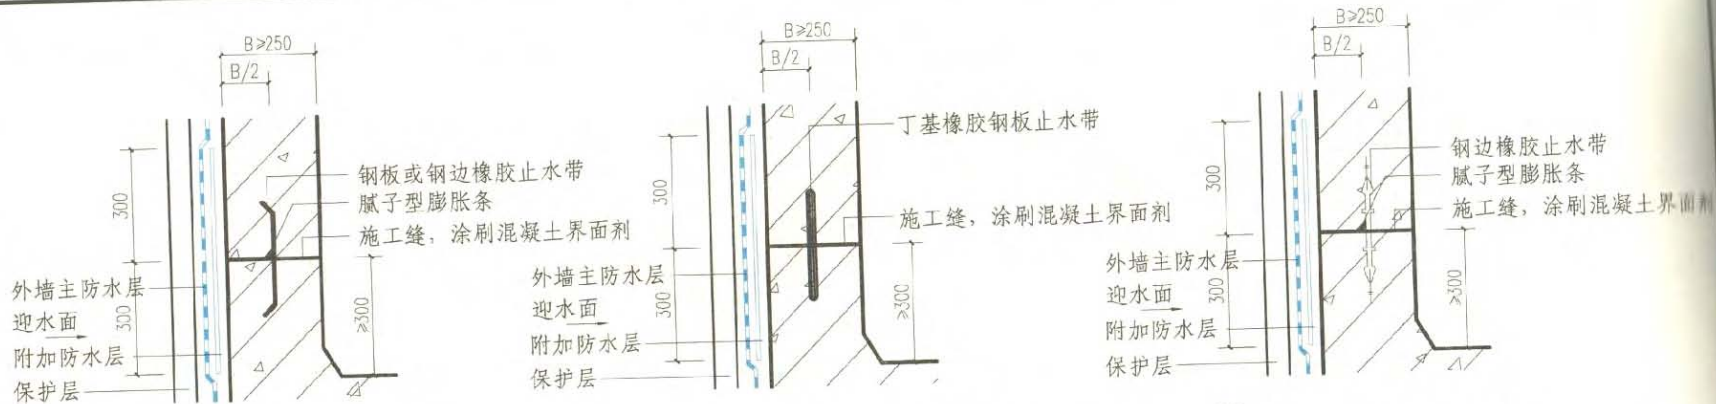 B≥250
B/2
300
300
≥300
钢板或钢边橡胶止水带
腻子型膨胀条
施工缝，涂刷混凝土界面剂
外墙主防水层
迎水面
附加防水层
保护层
B≥250
B/2
300
300
≥300
丁基橡胶钢板止水带
施工缝，涂刷混凝土界面剂
外墙主防水层
迎水面
附加防水层
保护层
B≥250
B/2
300
300
≥300
钢边橡胶止水带
腻子型膨胀条
施工缝，涂刷混凝土界面剂
外墙主防水层
迎水面
附加防水层
保护层